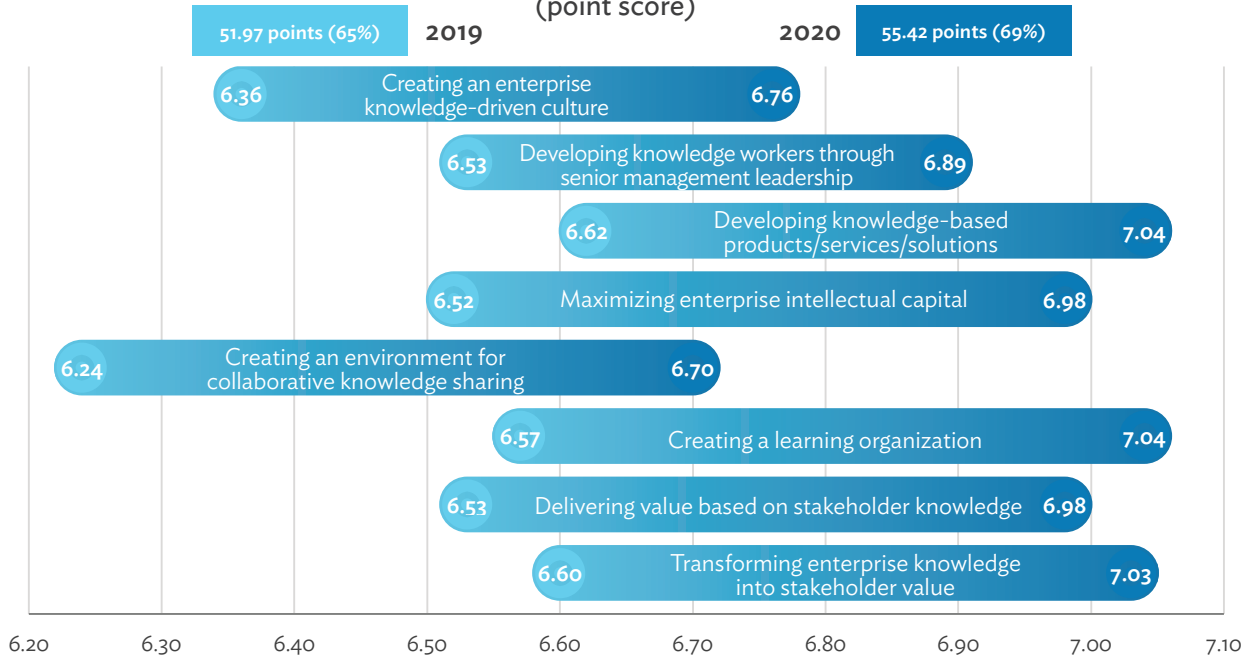 (point score)
51.97 points (65%) 2019 2020 55.42 points (69%)
6.36 Creating an enterprise 6.76
knowledge-driven culture
6.53 Developing knowledge workers through 6.89
senior management leadership
6.62 Developing knowledge-based 7.04
products/services/solutions
6.52 Maximizing enterprise intellectual capital 6.98
6.24 Creating an environment for 6.70
collaborative knowledge sharing
6.57 Creating a learning organization 7.04
6.53 Delivering value based on stakeholder knowledge 6.98
6.60 Transforming enterprise knowledge 7.03
into stakeholder value
6.20 6.30 6.40 6.50 6.60 6.70 6.80 6.90 7.00 7.10